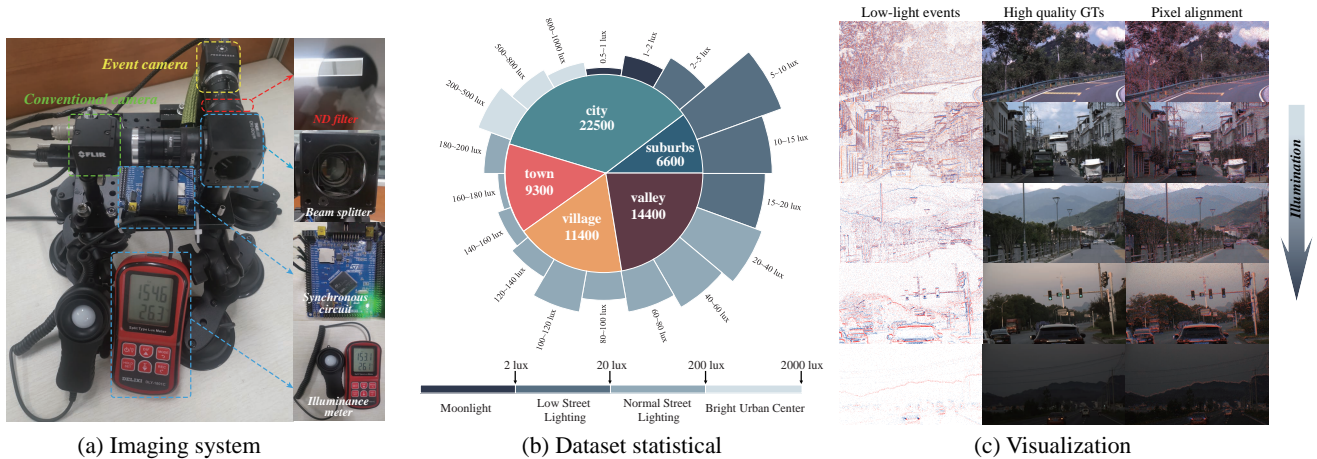 Event camera
Conventional camera
FLIR
ND filter
Beam splitter
Synchronous
circuit
Illuminance
meter
154.6
263
(a) Imaging system
0.5~1 lux
1~2 lux
2~5 lux
5~10 lux
10~15 lux
15~20 lux
20~40 lux
40~60 lux
60~80 lux
80~100 lux
100~120 lux
120~140 lux
140~160 lux
160~180 lux
180~200 lux
200~500 lux
500~800 lux
800~1000 lux
city
22500
suburbs
6600
valley
14400
village
11400
town
9300
2 lux
20 lux
200 lux
2000 lux
Moonlight
Low Street
Lighting
Normal Street
Lighting
Bright Urban Center
(b) Dataset statistical
Low-light events
High quality GTs
Pixel alignment
Illumination
(c) Visualization